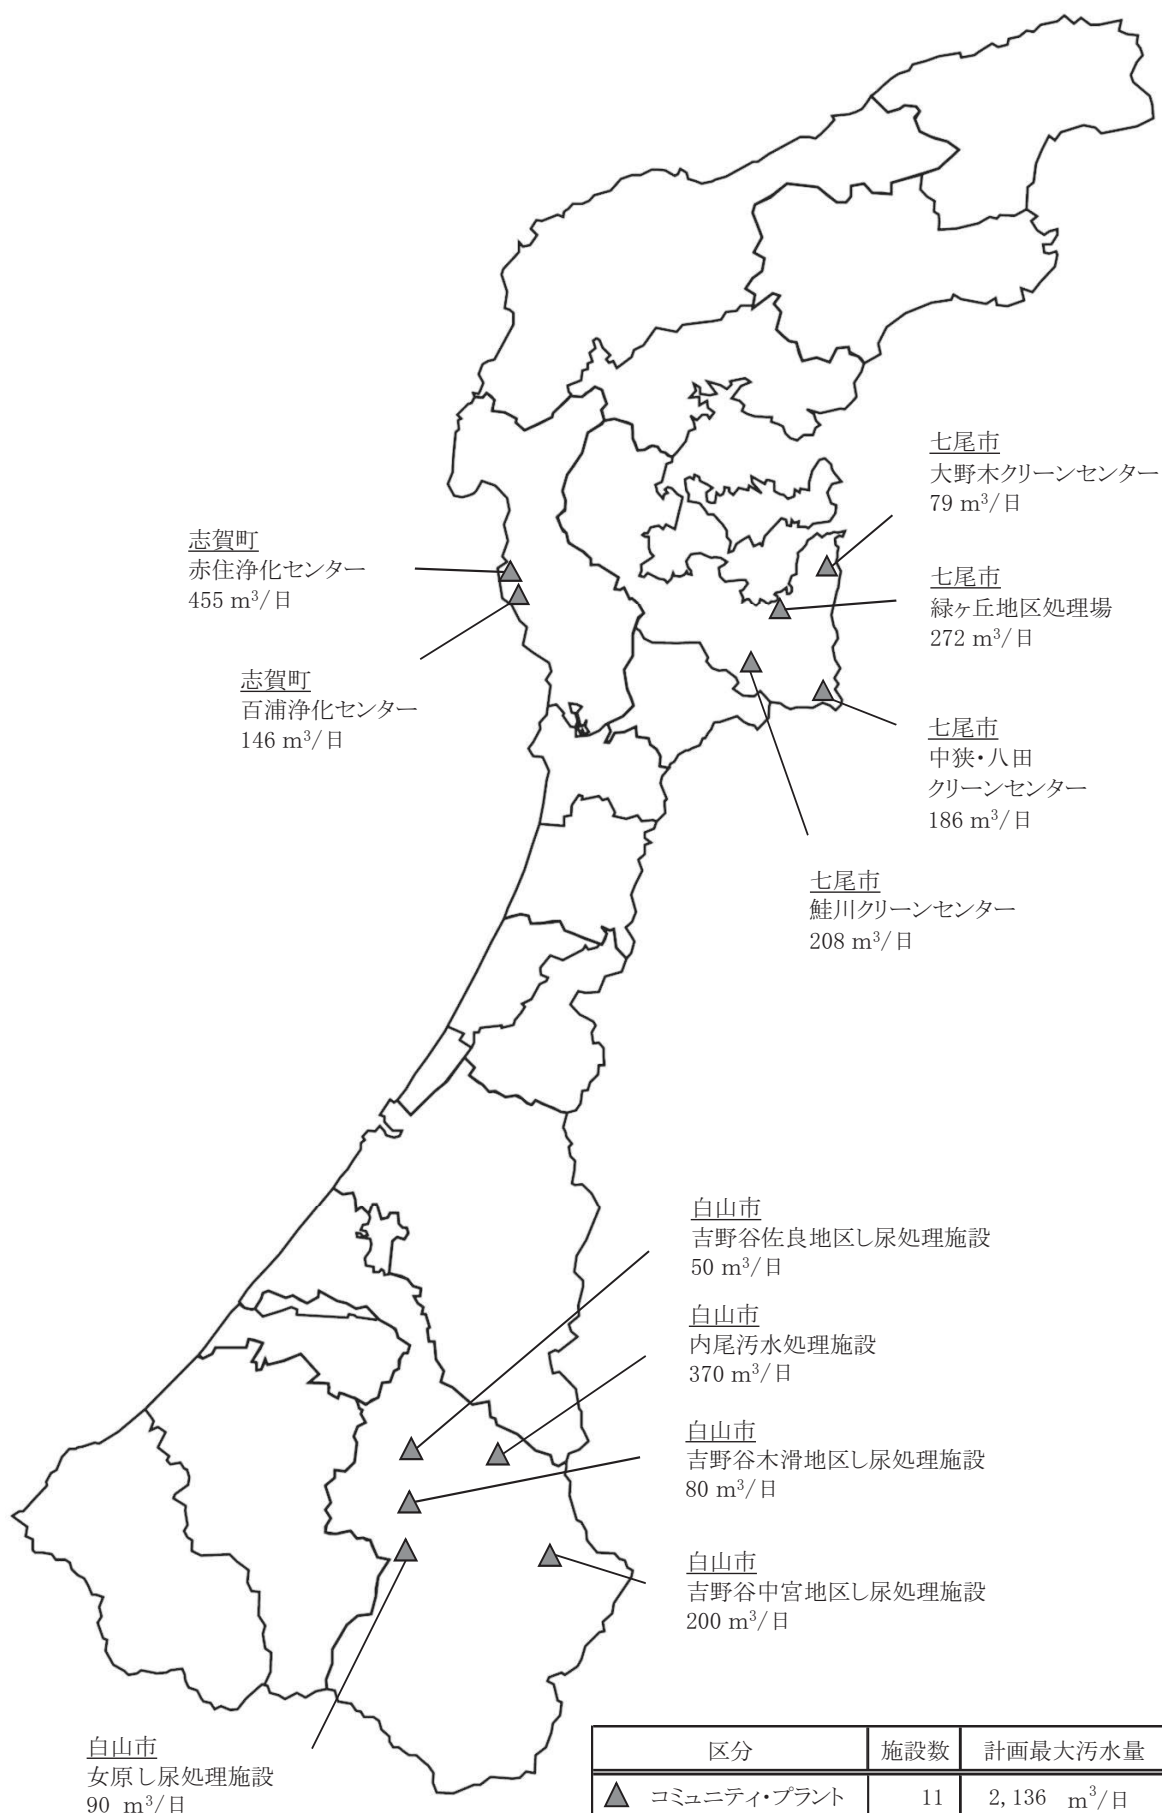 七尾市
大野木クリーンセンター
79 m³/日
志賀町
赤住浄化センター
455 m³/日
七尾市
緑ヶ丘地区処理場
272 m³/日
志賀町
百浦浄化センター
146 m³/日
七尾市
中狭・八田
クリーンセンター
186 m³/日
七尾市
鮭川クリーンセンター
208 m³/日
白山市
吉野谷佐良地区し尿処理施設
50 m³/日
白山市
内尾汚水処理施設
370 m³/日
白山市
吉野谷木滑地区し尿処理施設
80 m³/日
白山市
吉野谷中宮地区し尿処理施設
200 m³/日
白山市
女原し尿処理施設
90 m³/日
区分 施設数 計画最大汚水量
▲ コミュニティ・プラント 11 2,136 m³/日